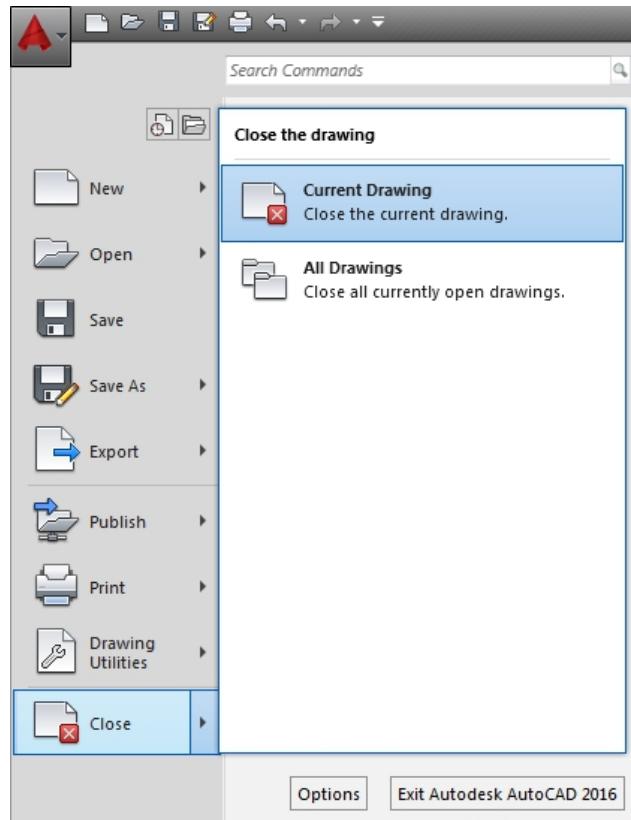 Search Commands
Close the drawing
New
Open
Save
Save As
Export
Publish
Print
Drawing
Utilities
Close
Current Drawing
Close the current drawing.
All Drawings
Close all currently open drawings.
Options
Exit Autodesk AutoCAD 2016